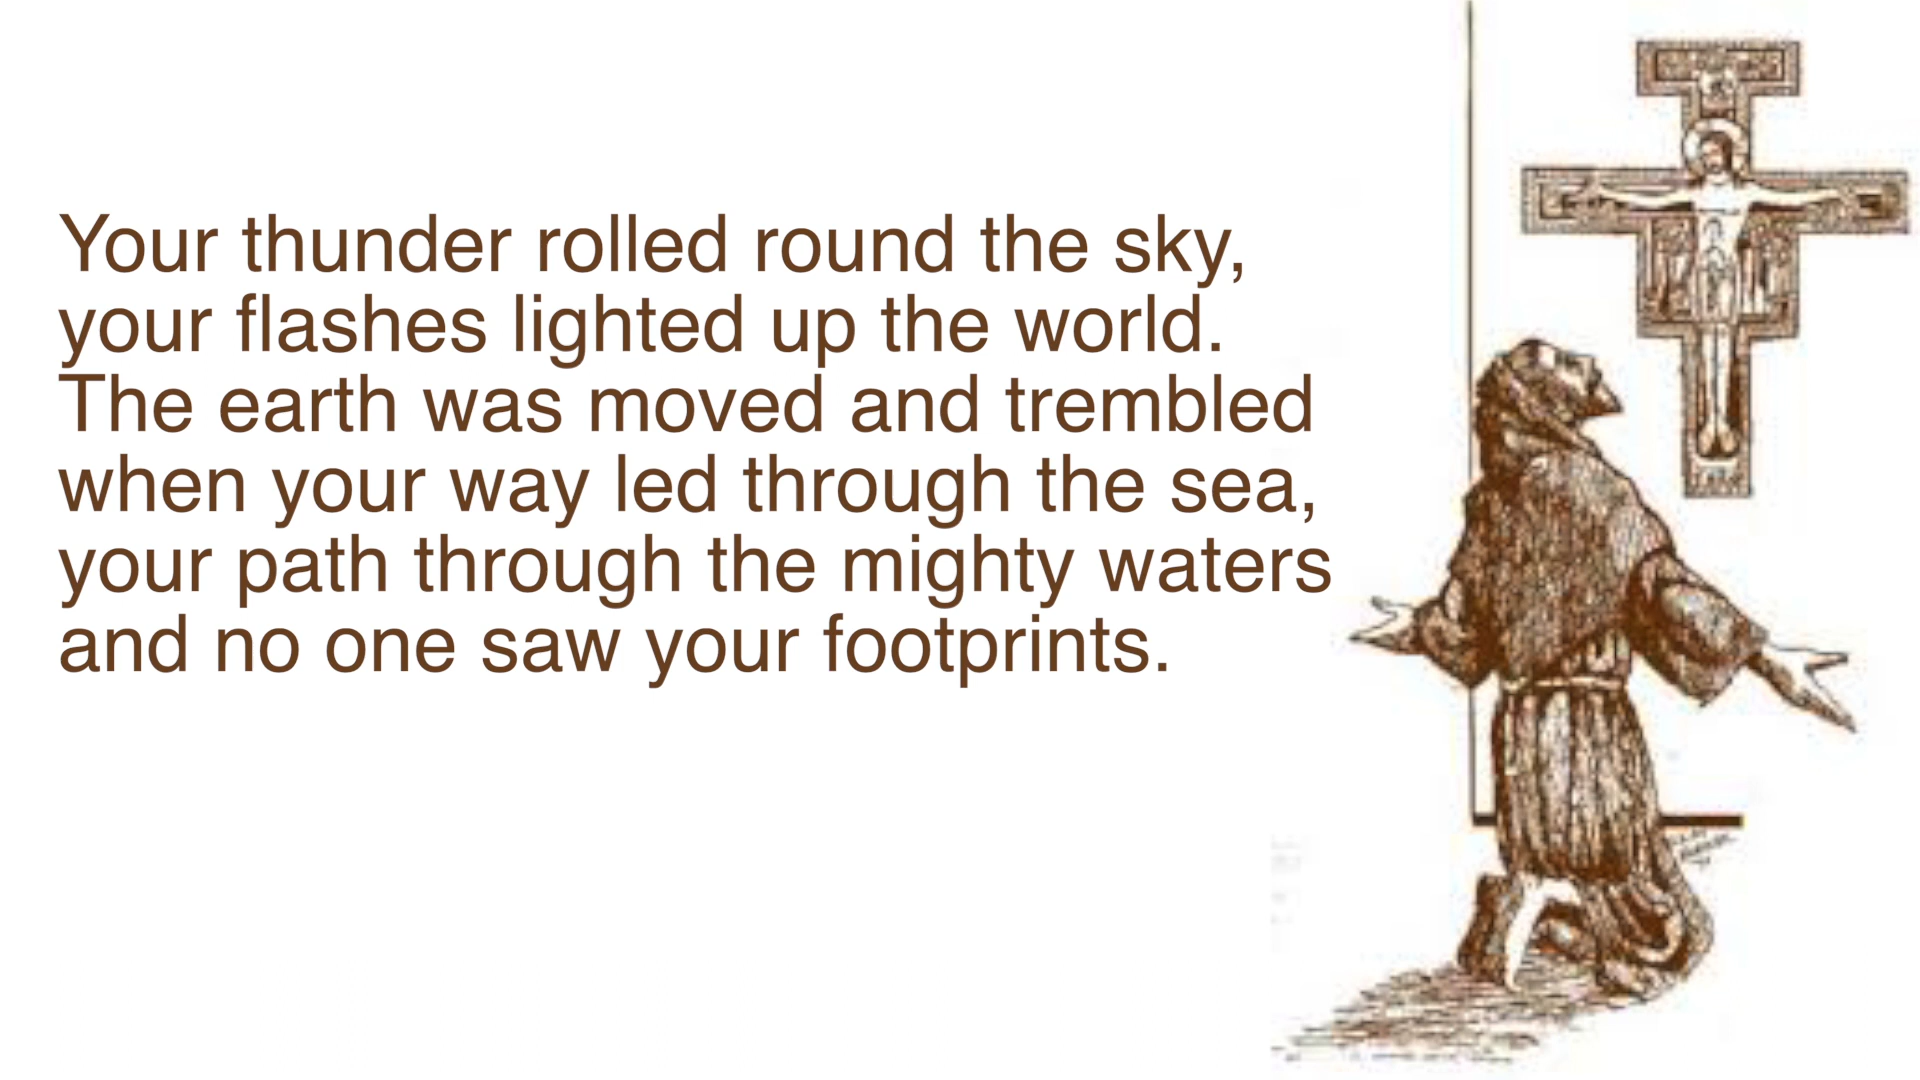 Your thunder rolled round the sky,
your flashes lighted up the world.
The earth was moved and trembled
when your way led through the sea,
your path through the mighty waters
and no one saw your footprints.